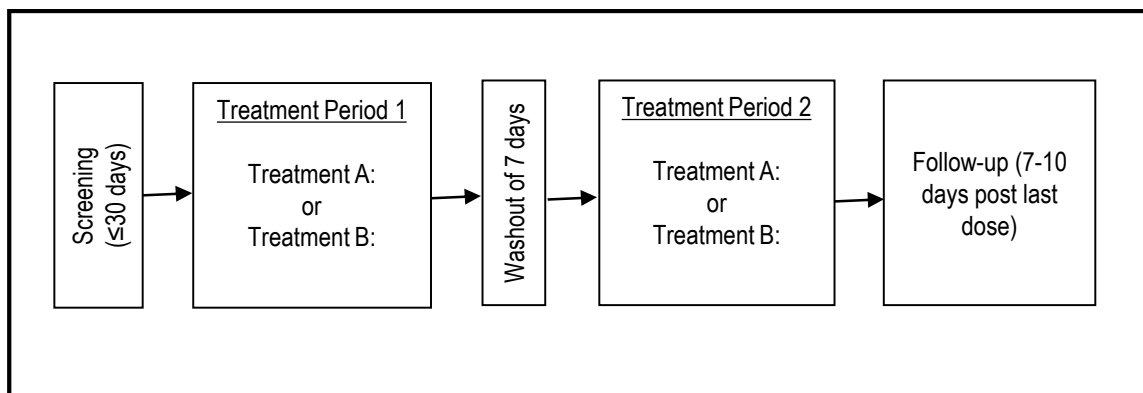 Screening
(≤30 days)
Treatment Period 1
Treatment A:
or
Treatment B:
Washout of 7 days
Treatment Period 2
Treatment A:
or
Treatment B:
Follow-up (7-10
days post last
dose)